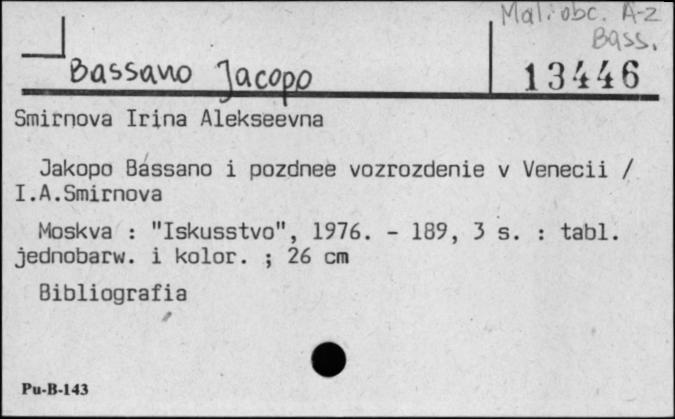 Mal. obc. A-Z
Bass.
Bassano Jacopo
13446
Smirnova Irina Alekseevna
Jakopo Bassano i pozdnee vozrozdenie v Venecii /
I.A.Smirnova
Moskva : "Iskusstvo", 1976. - 189, 3 s. : tabl.
jednobarw. i kolor. ; 26 cm
Bibliografia
Pu-B-143